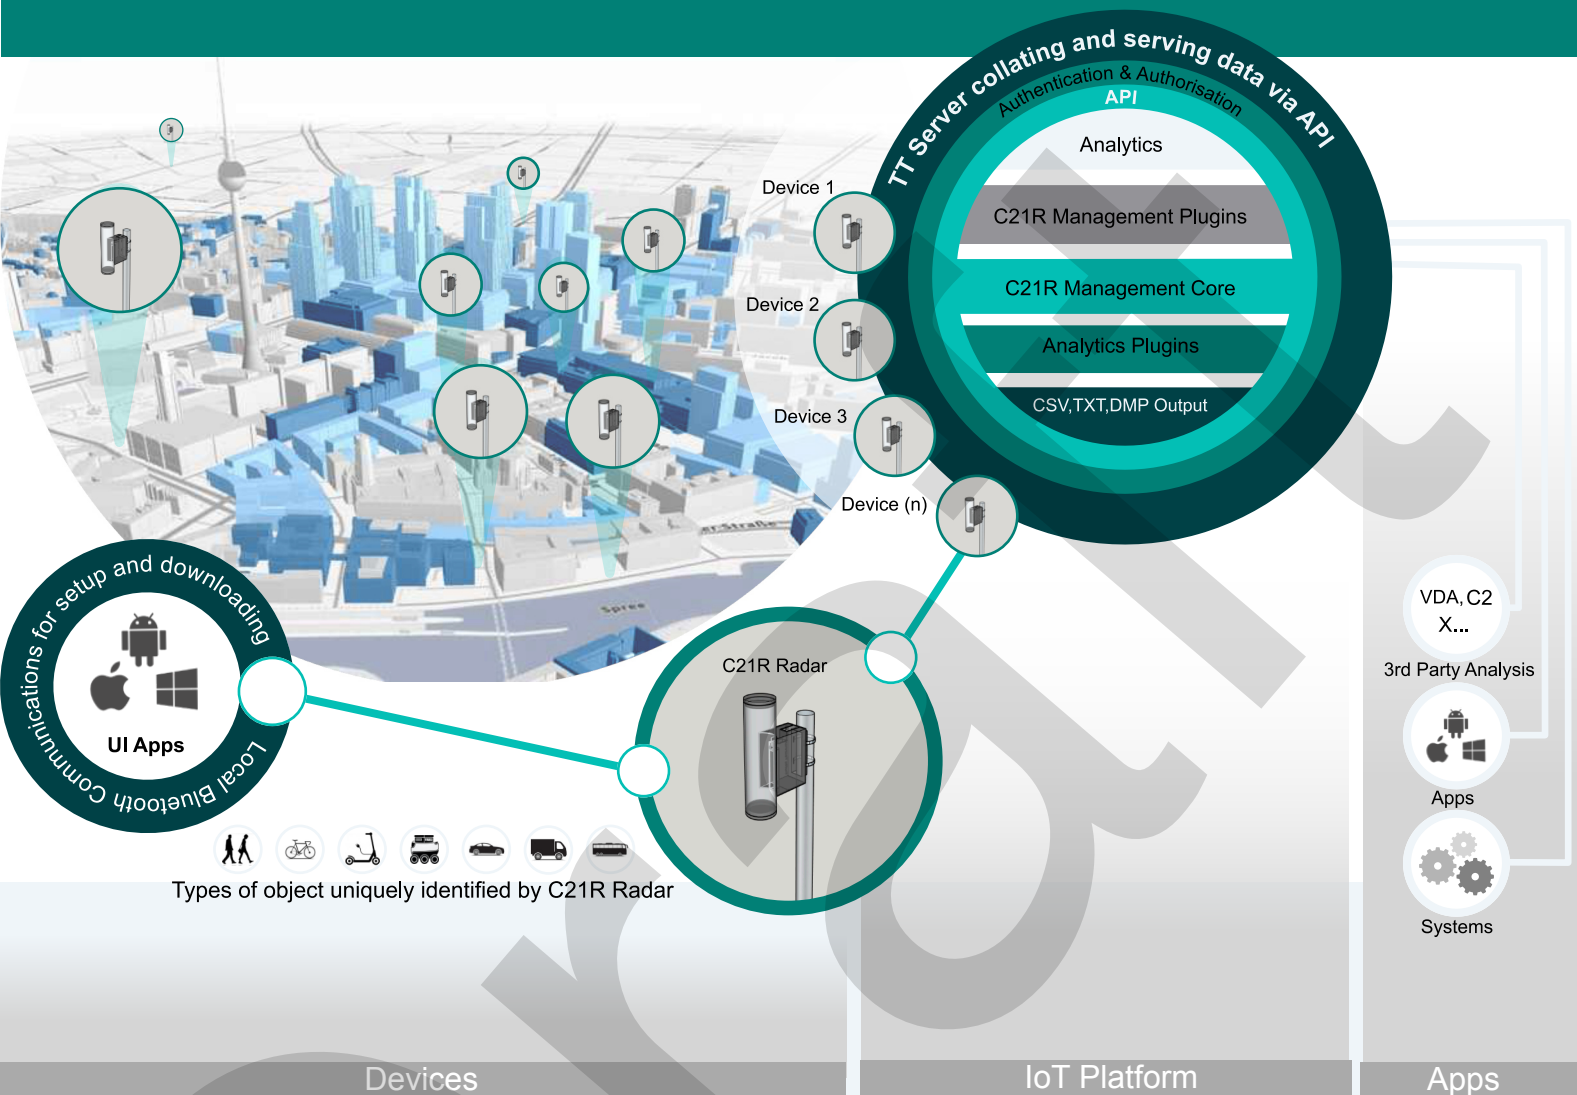 TT Server collating and serving data via API
Authentication & Authorisation
API
Analytics
C21R Management Plugins
C21R Management Core
Analytics Plugins
CSV,TXT,DMP Output
Device 1
Device 2
Device 3
Device (n)
Spree
Local Bluetooth Communications for setup and downloading
UI Apps
C21R Radar
Types of object uniquely identified by C21R Radar
VDA, C2
X...
3rd Party Analysis
Apps
Systems
Devices
IoT Platform
Apps